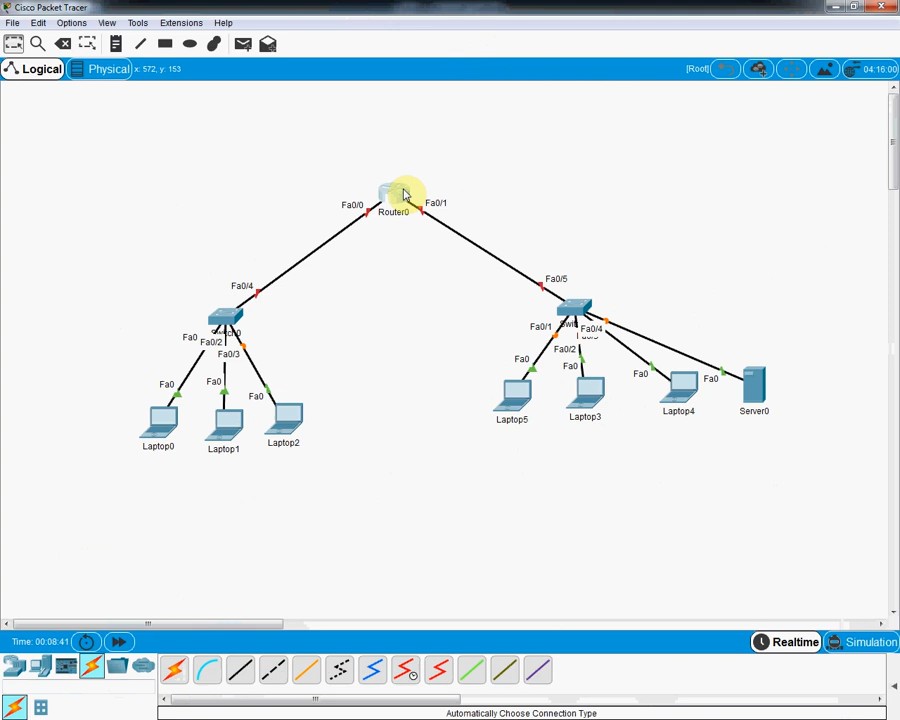 Cisco Packet Tracer
File Edit Options View Tools Extensions Help
Logical Physical x: 572, y: 153 [Root] 04:16:00
Fa0/0 Fa0/1
Router0
Fa0/4 Fa0/5
Fa0/1 Fa0/4
Fa0 Fa0/2
Fa0/3 Fa0/2
Fa0 Fa0
Fa0 Fa0 Fa0 Fa0 Fa0
Fa0
Laptop0 Laptop1 Laptop2 Laptop5 Laptop3 Laptop4 Server0
Time: 00:08:41 Realtime Simulation
Automatically Choose Connection Type